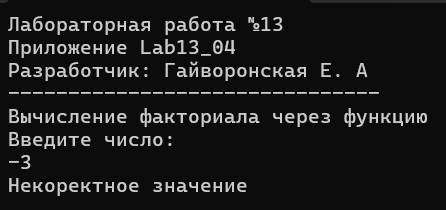 Лабораторная работа №13
Приложение Lab13_04
Разработчик: Гайворонская Е. А
-------------------------------
Вычисление факториала через функцию
Введите число:
-3
Некоректное значение